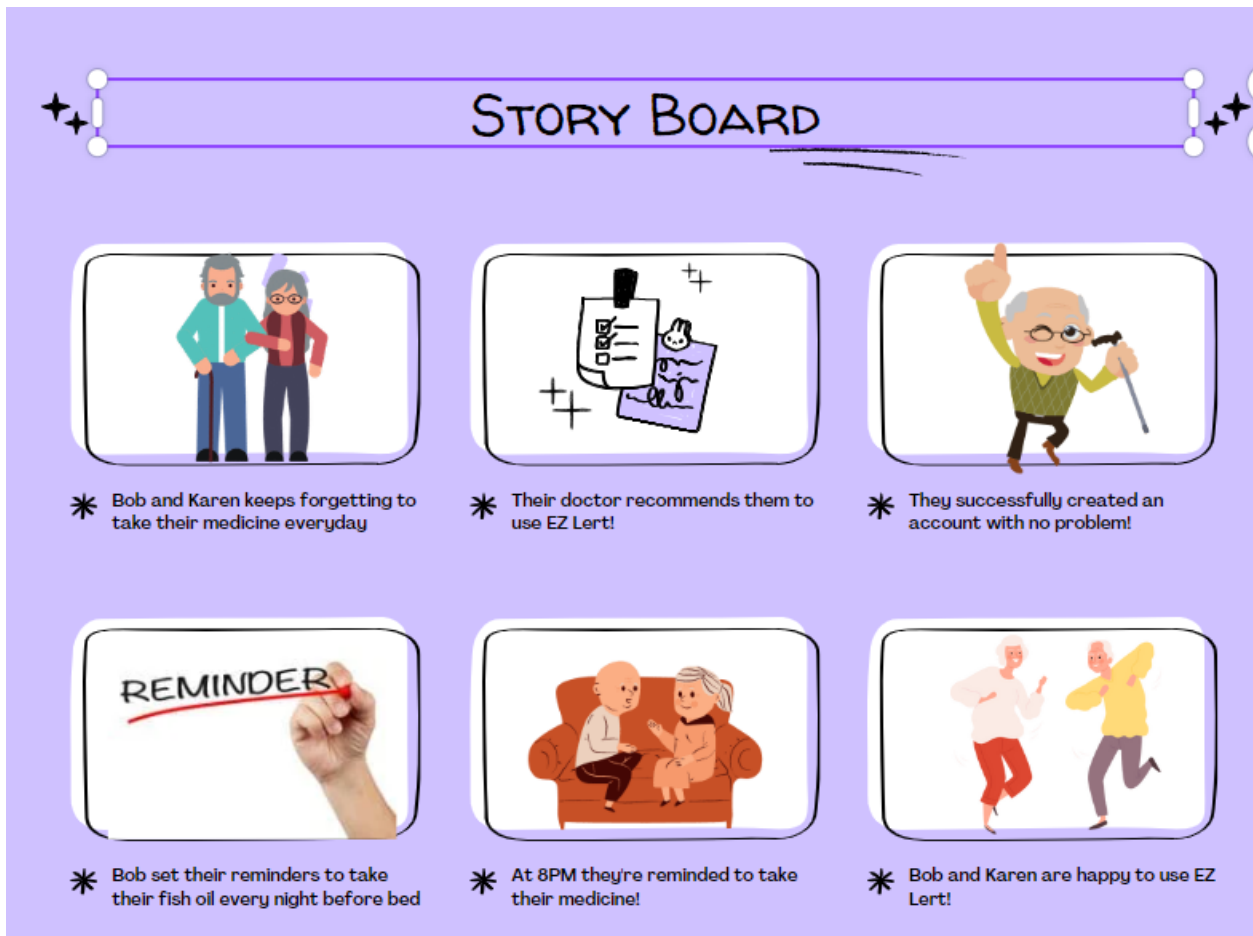 STORY BOARD
Bob and Karen keeps forgetting to
take their medicine everyday
Their doctor recommends them to
use EZ Lert!
They successfully created an
account with no problem!
REMINDER
Bob set their reminders to take
their fish oil every night before bed
At 8PM they're reminded to take
their medicine!
Bob and Karen are happy to use EZ
Lert!